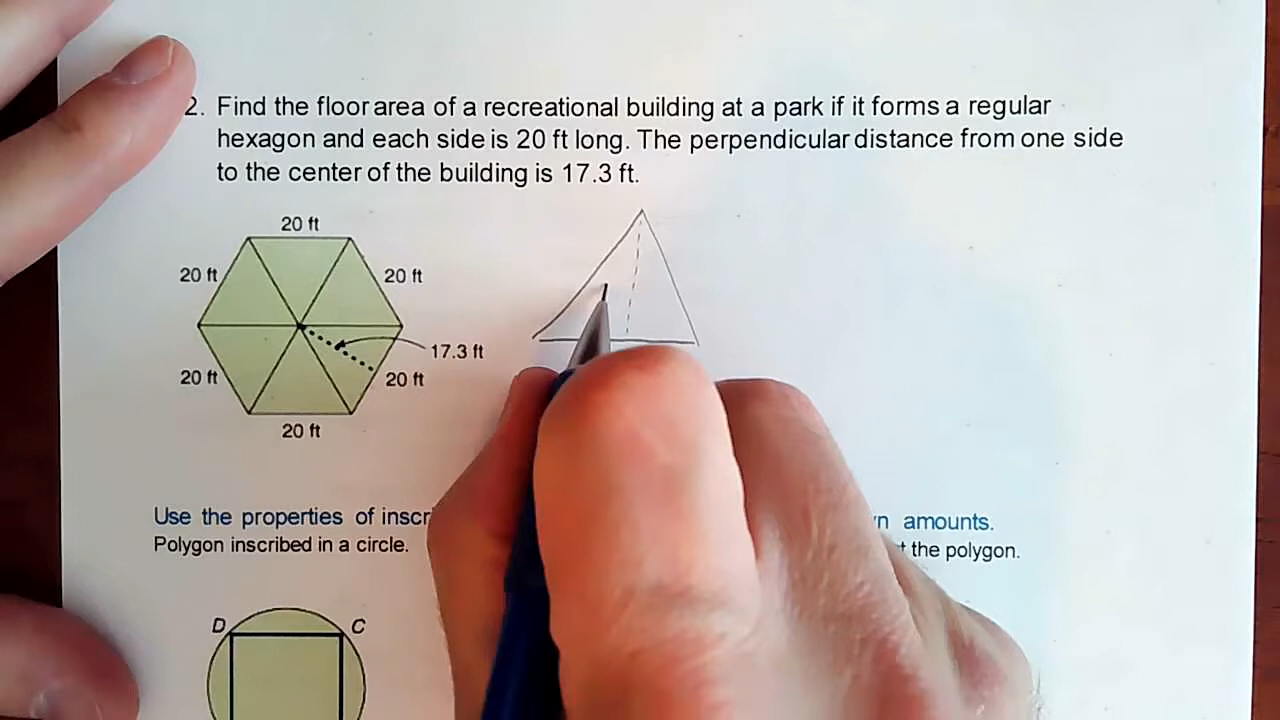 2. Find the floor area of a recreational building at a park if it forms a regular
hexagon and each side is 20 ft long. The perpendicular distance from one side
to the center of the building is 17.3 ft.
20 ft
20 ft
20 ft
17.3 ft
20 ft
20 ft
20 ft
Use the properties of inscr
amounts.
Polygon inscribed in a circle.
the polygon.
D
C